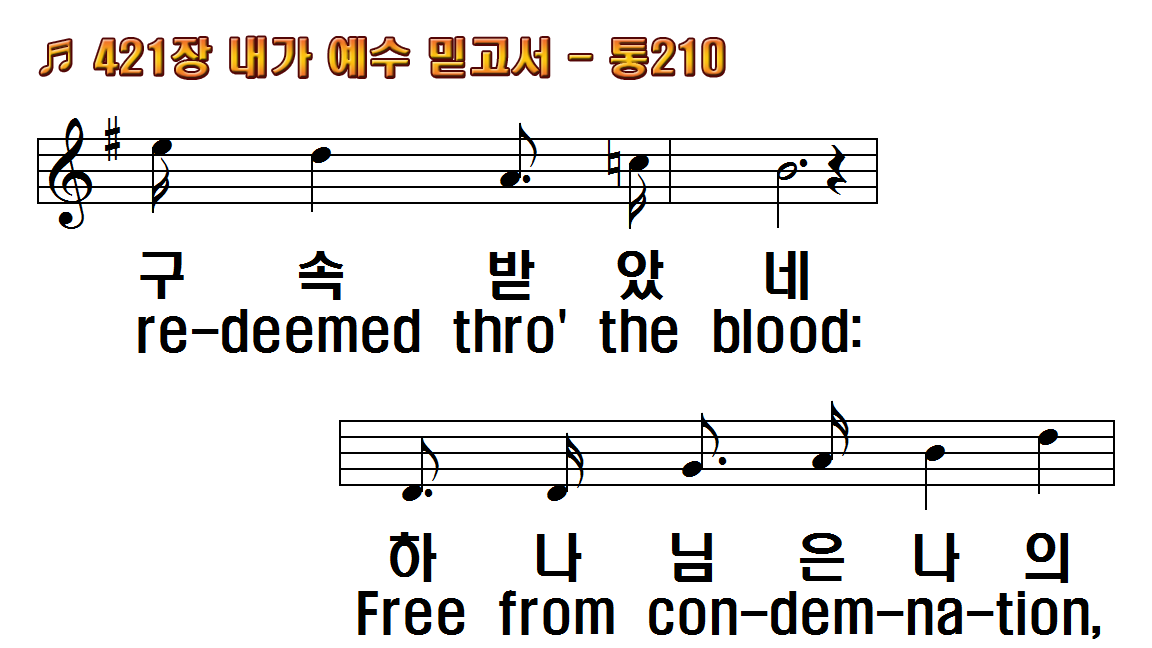 ♬ 421장 내가 예수 믿고서 - 통210
구 속 받 았 네
re-deemed thro' the blood:
하 나 님 은 나 의
Free from con-dem-na-tion,